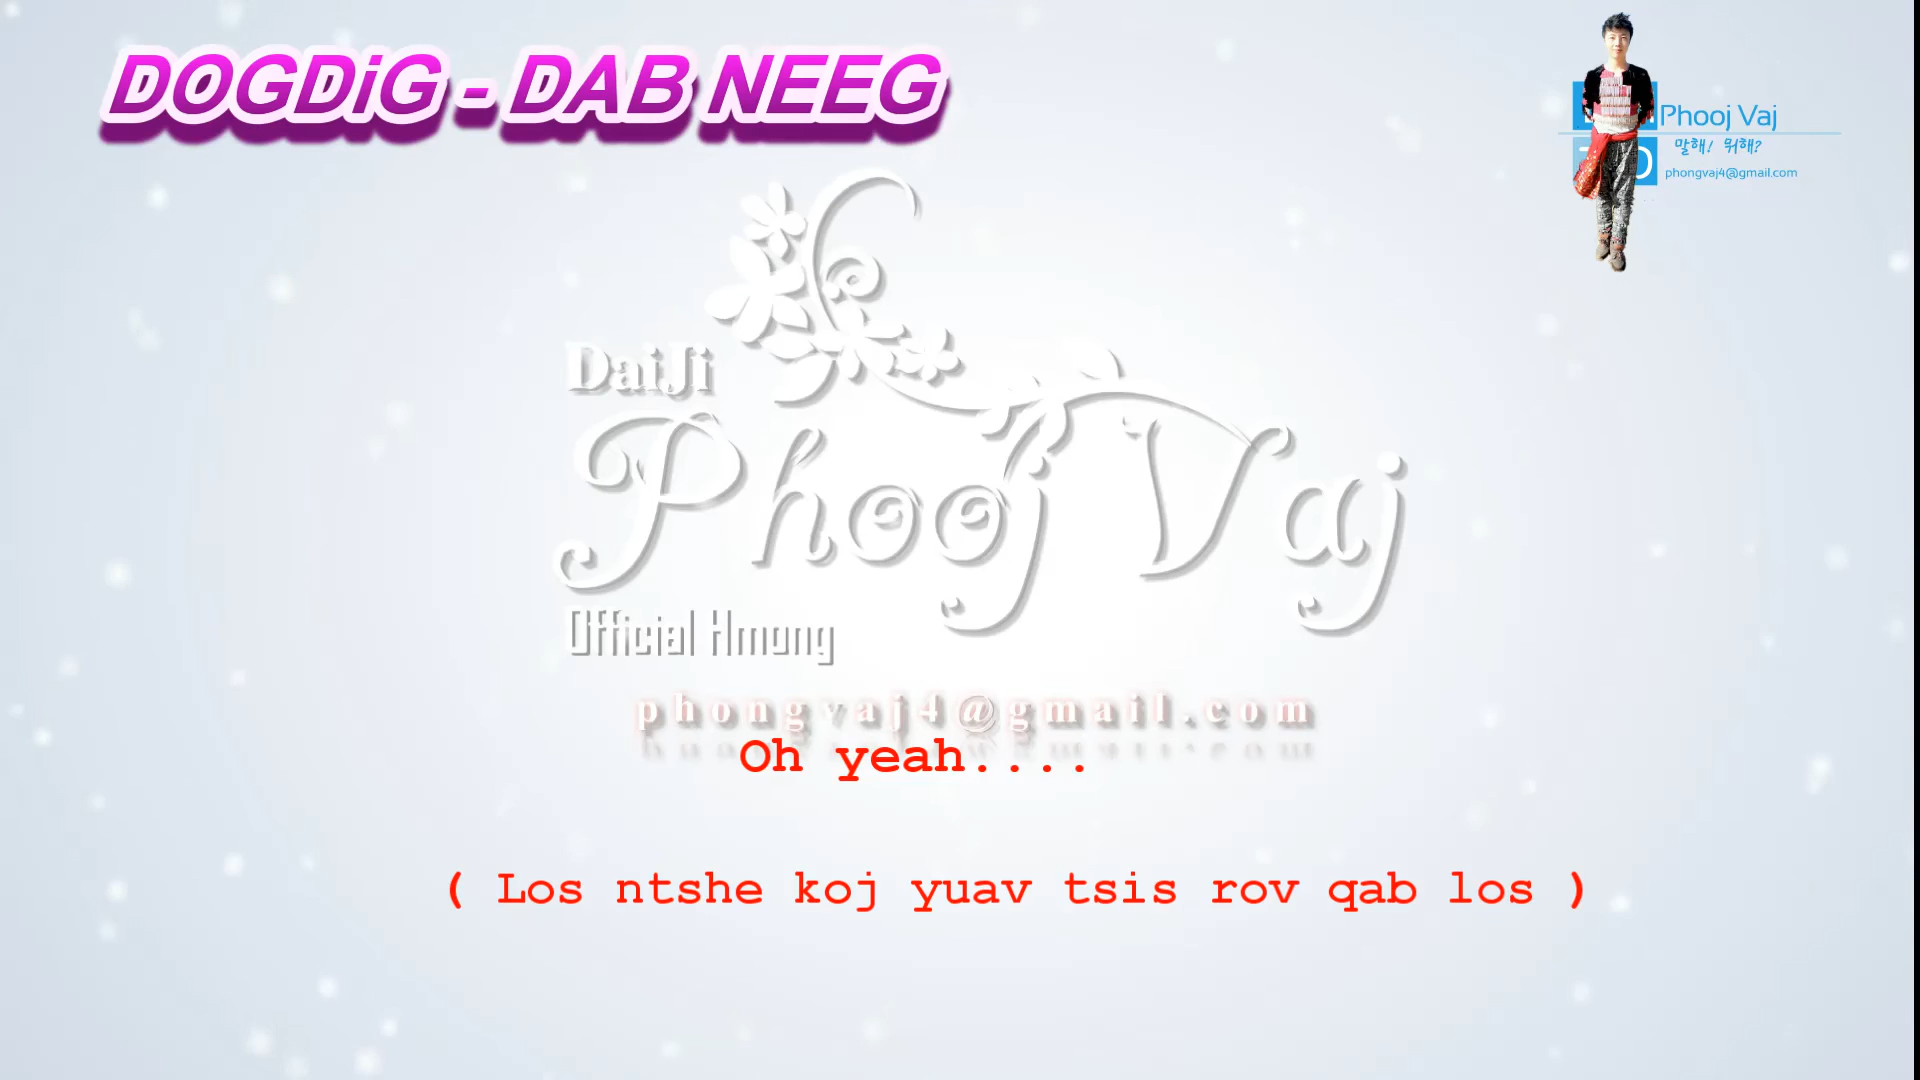 DOGDiG - DAB NEEG
Phooj Vaj
말해! 뭐해?
phongvaj4@gmail.com
DaiJi
Phooj Vaj
Official Hmong
phongvaj4@gmail.com
Oh yeah....
( Los ntshe koj yuav tsis rov qab los )